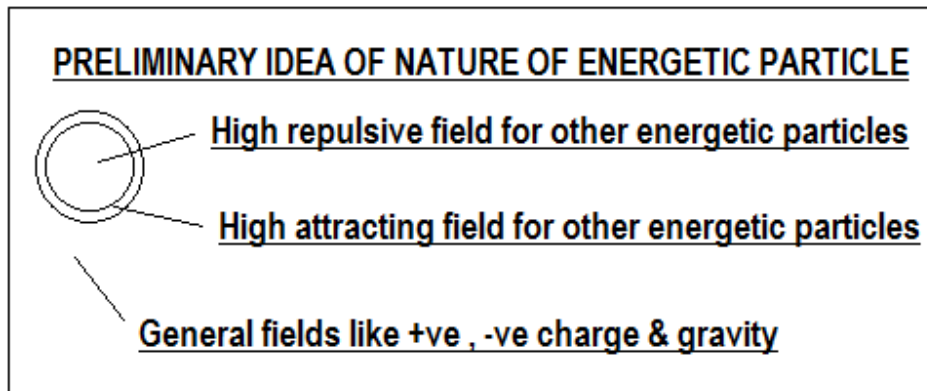 PRELIMINARY IDEA OF NATURE OF ENERGETIC PARTICLE
High repulsive field for other energetic particles
High attracting field for other energetic particles
General fields like +ve , -ve charge & gravity